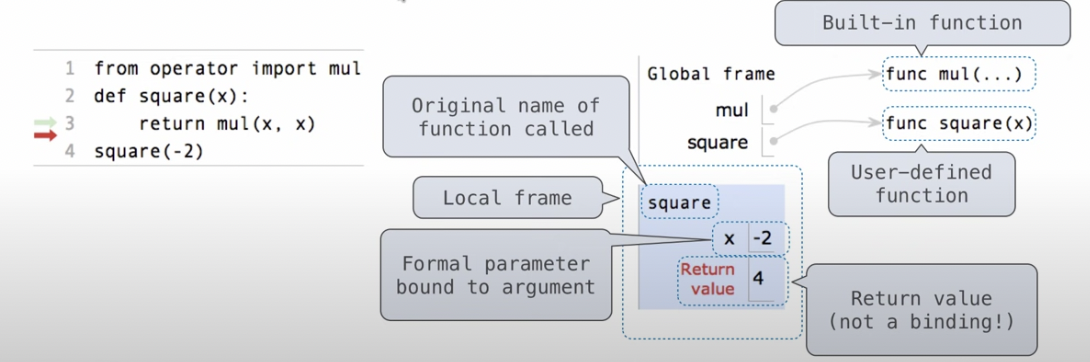 1 from operator import mul
2 def square(x):
3     return mul(x, x)
4 square(-2)
Built-in function
Global frame
func mul(...)
mul
Original name of
function called
func square(x)
square
User-defined
function
Local frame
square
x -2
Formal parameter
bound to argument
Return
value
4
Return value
(not a binding!)